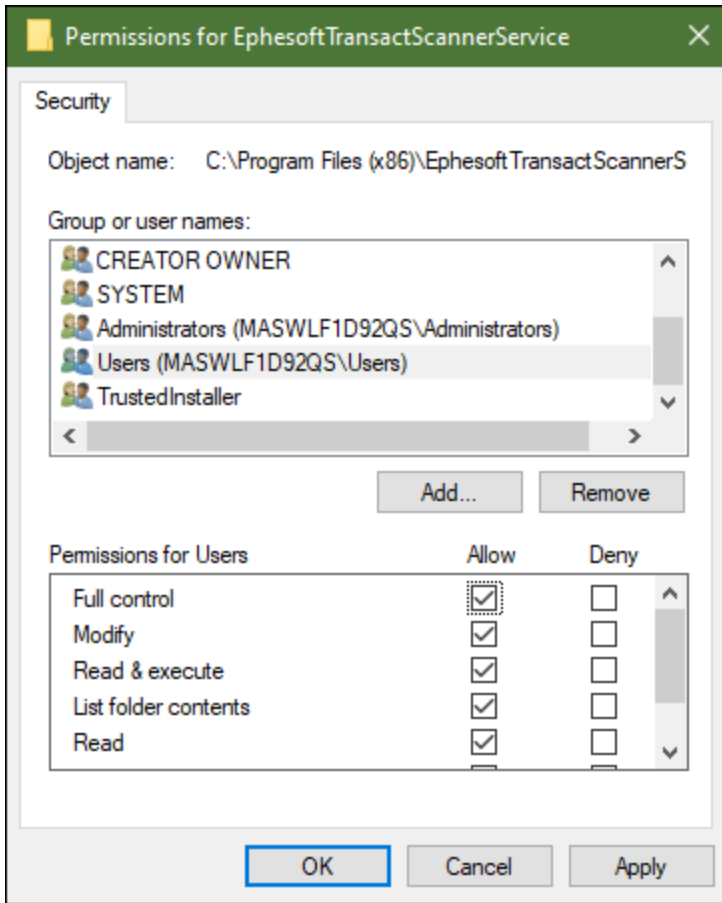 Permissions for EphesoftTransactScannerService
Security
Object name: C:\Program Files (x86)\EphesoftTransactScannerS
Group or user names:
CREATOR OWNER
SYSTEM
Administrators (MASWLF1D92QS\Administrators)
Users (MASWLF1D92QS\Users)
TrustedInstaller
Add... Remove
Permissions for Users Allow Deny
Full control
Modify
Read & execute
List folder contents
Read
OK Cancel Apply